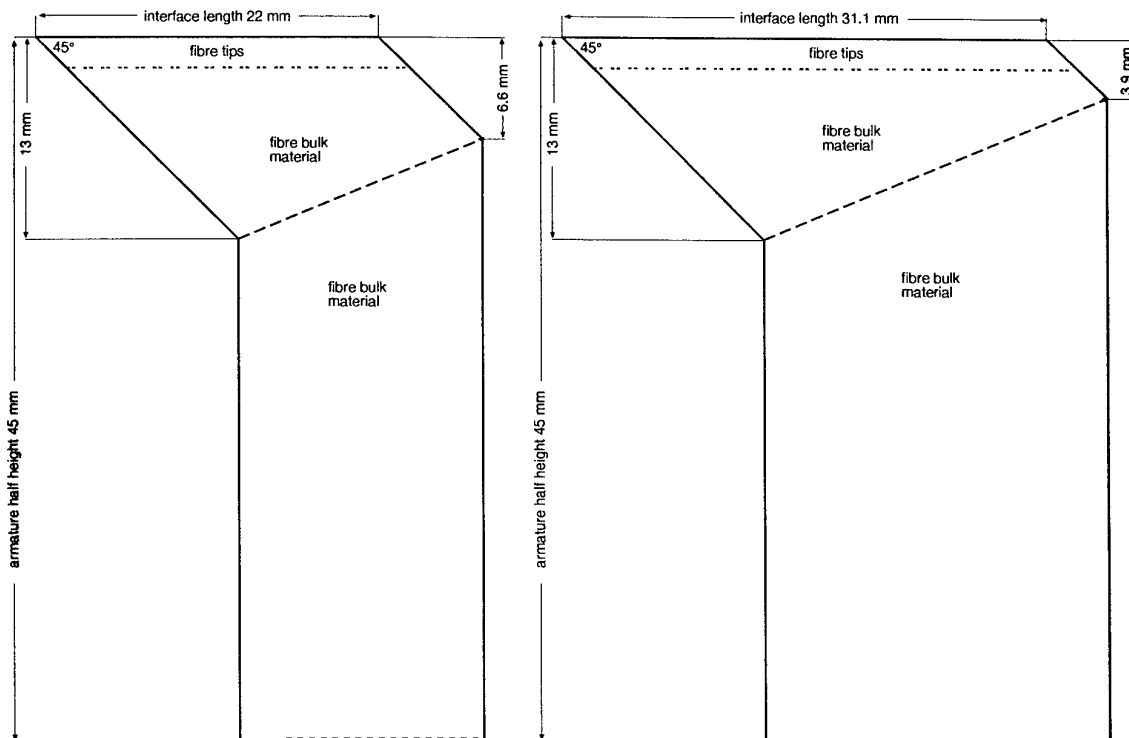 interface length 22 mm
45°
fibre tips
13 mm
6.6 mm
fibre bulk
material
fibre bulk
material
armature half height 45 mm
interface length 31.1 mm
45°
fibre tips
13 mm
3.9 mm
fibre bulk
material
fibre bulk
material
armature half height 45 mm